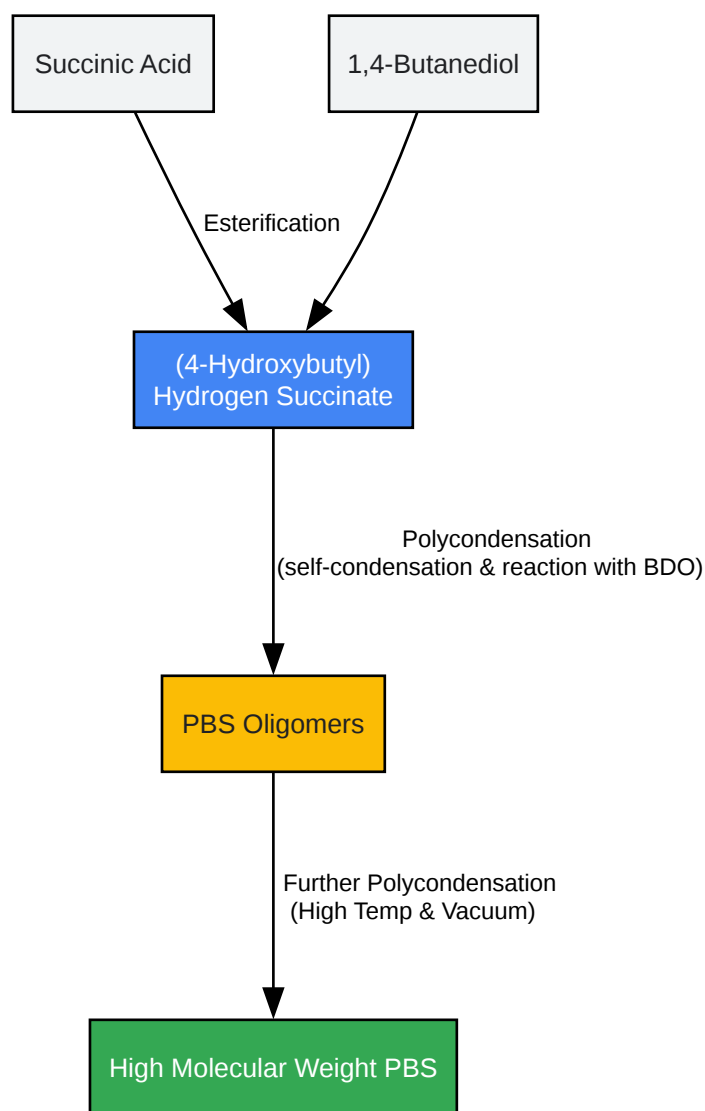 Succinic Acid
1,4-Butanediol
Esterification
(4-Hydroxybutyl)
Hydrogen Succinate
Polycondensation
(self-condensation & reaction with BDO)
PBS Oligomers
Further Polycondensation
(High Temp & Vacuum)
High Molecular Weight PBS